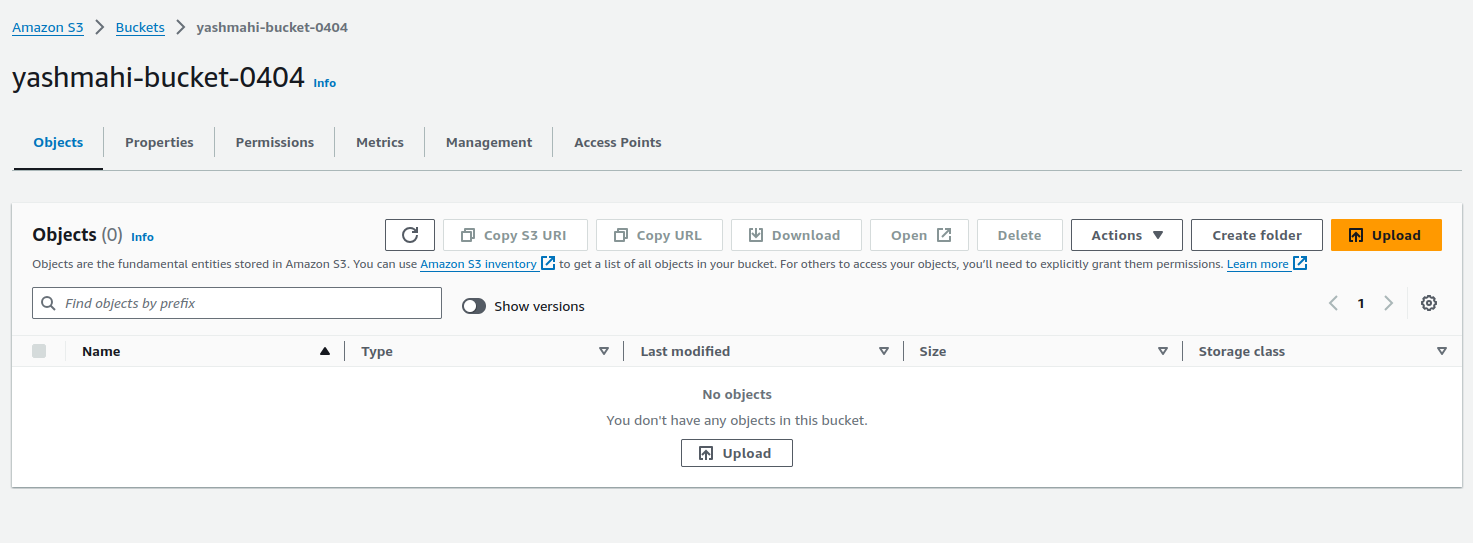 Amazon S3 > Buckets > yashmahi-bucket-0404
yashmahi-bucket-0404 Info
Objects Properties Permissions Metrics Management Access Points
Objects (0) Info Copy S3 URI Copy URL Download Open Delete Actions Create folder Upload
Objects are the fundamental entities stored in Amazon S3. You can use Amazon S3 inventory to get a list of all objects in your bucket. For others to access your objects, you'll need to explicitly grant them permissions. Learn more
Find objects by prefix Show versions 1
Name Type Last modified Size Storage class
No objects
You don't have any objects in this bucket.
Upload